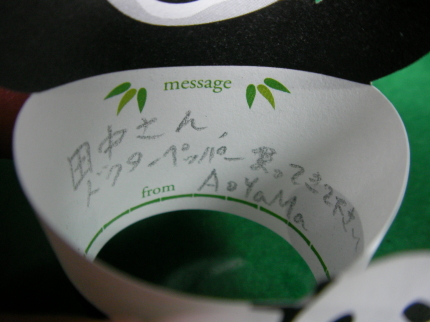 message
田中さん、
ドクターペッパー買ってきて下さい
from AoYaMa